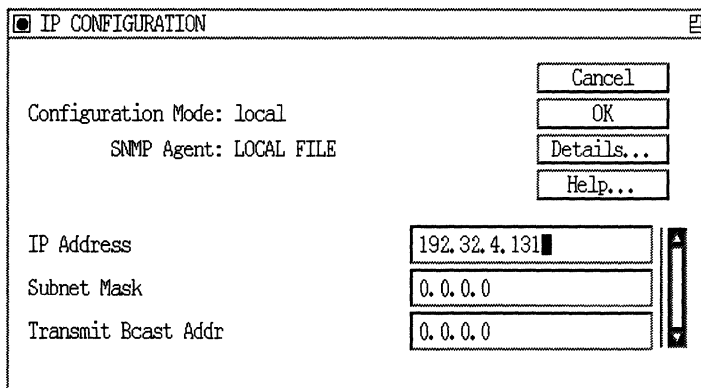 IP CONFIGURATION
Cancel
Configuration Mode: local
OK
SNMP Agent: LOCAL FILE
Details...
Help...
IP Address
192.32.4.131
Subnet Mask
0.0.0.0
Transmit Bcast Addr
0.0.0.0